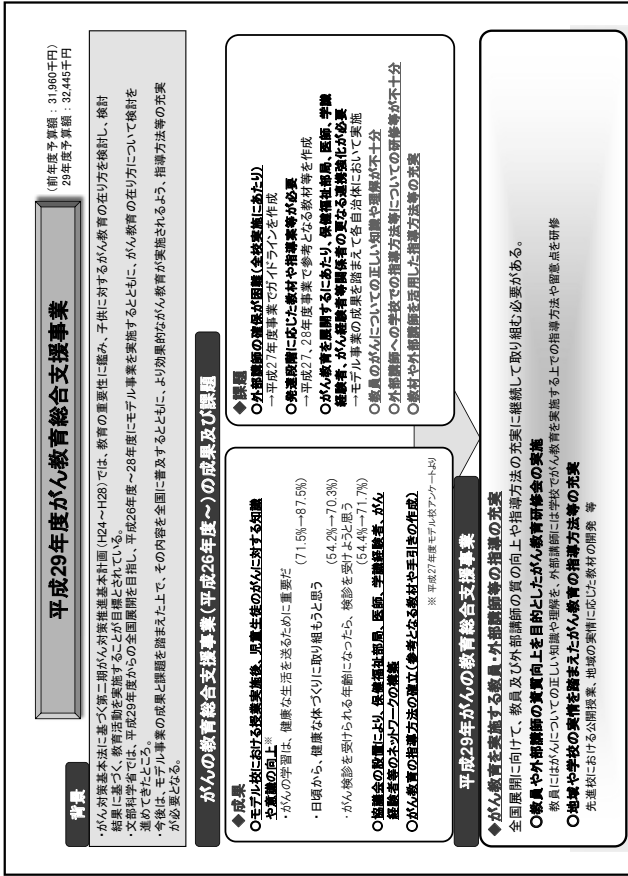 平成29年度がん教育総合支援事業
(前年度予算額：31,960千円)
29年度予算額：32,445千円
背景
・がん対策基本法に基づく第二期がん対策推進基本計画(H24～H28)では、教育の重要性に鑑み、子供に対するがん教育の在り方を検討し、検討
結果に基づく、教育活動を実施することが目標とされている。
・文部科学省では、平成29年度からの全国展開を目指し、平成26年度～28年度にモデル事業を実施するとともに、がん教育の在り方について検討を
進めてきたところ。
・今後は、モデル事業の成果と課題を踏まえた上で、その内容を全国に普及するとともに、より効果的ながん教育が実施されるよう、指導方法等の充実
が必要となる。
がんの教育総合支援事業(平成26年度～)の成果及び課題
◆成果
○モデル校における授業実施後、児童生徒のがんに対する知識
や意識の向上※
・がんの学習は、健康な生活を送るために重要だ
(71.5%→87.5%)
・日頃から、健康な体づくりに取り組もうと思う
(54.2%→70.3%)
・がん検診を受けられる年齢になったら、検診を受けようと思う
(54.4%→71.7%)
○協議会の設置により、保健福祉部局、医師、学識経験者、がん
経験者等のネットワークの構築
○がん教育の指導方法の確立(参考となる教材や手引きの作成)
※ 平成27年度モデル校アンケートより
◆課題
○外部講師の確保が困難(全校実施にあたり)
→平成27年度事業でガイドラインを作成
○発達段階に応じた教材や指導案等が必要
→平成27、28年度事業で参考となる教材等を作成
○がん教育を展開するにあたり、保健福祉部局、医師、学識
経験者、がん経験者等関係者の更なる連携強化が必要
→モデル事業の成果を踏まえて各自治体において実施
○教員のがんについての正しい知識や理解が不十分
○外部講師への学校での指導方法等についての研修等が不十分
○教材や外部講師を活用した指導方法等の充実
平成29年がんの教育総合支援事業
◆がん教育を実施する教員・外部講師等の指導の充実
全国展開に向けて、教員及び外部講師の質の向上や指導方法の充実に継続して取り組む必要がある。
○教員や外部講師の資質向上を目的としたがん教育研修会の実施
教員にはがんについての正しい知識や理解を、外部講師には学校でがん教育を実施する上での指導方法や留意点を研修
○地域や学校の実情を踏まえたがん教育の指導方法等の充実
先進校における公開授業、地域の実情に応じた教材の開発 等